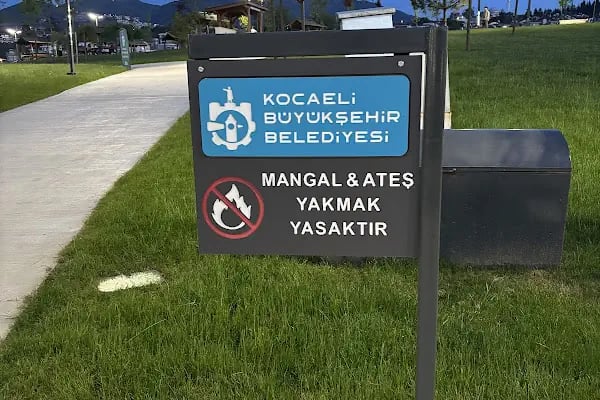 KOCAELİ
BÜYÜKŞEHİR
BELEDİYESİ
MANGAL & ATEŞ
YAKMAK
YASAKTIR